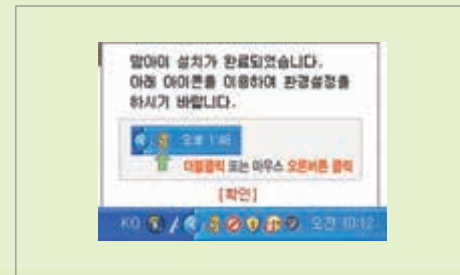 맘아이 설치가 완료되었습니다.
아래 아이콘을 이용하여 환경설정을
하시기 바랍니다.
오후 1:46
더블클릭 또는 마우스 오른버튼 클릭
[확인]
KO
오전 10:12